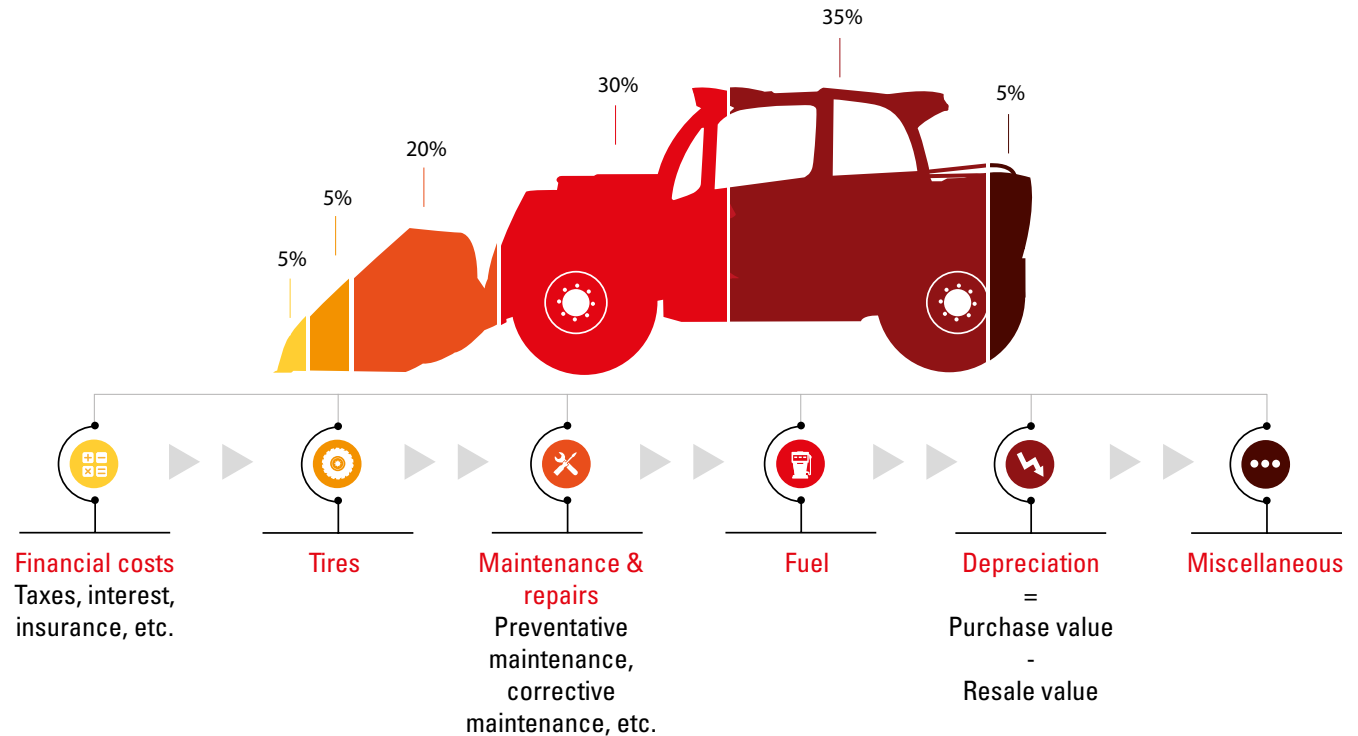 35%
30%
5%
20%
5%
5%
Financial costs
Taxes, interest,
insurance, etc.
Tires
Maintenance &
repairs
Preventative
maintenance,
corrective
maintenance, etc.
Fuel
Depreciation
=
Purchase value
-
Resale value
Miscellaneous